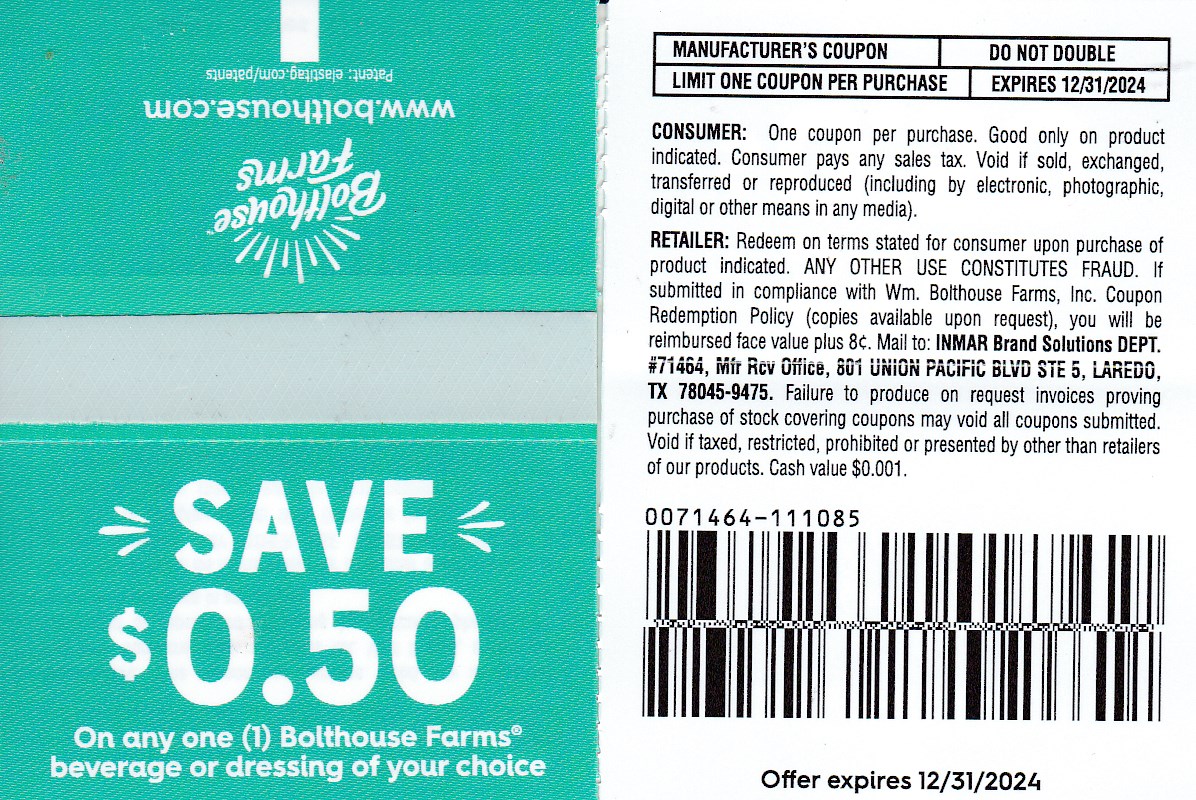 Patent: elastitag.com/patents
www.bolthouse.com
Bolthouse
Farms™
SAVE
$0.50
On any one (1) Bolthouse Farms®
beverage or dressing of your choice
MANUFACTURER'S COUPON DO NOT DOUBLE
LIMIT ONE COUPON PER PURCHASE EXPIRES 12/31/2024
CONSUMER: One coupon per purchase. Good only on product
indicated. Consumer pays any sales tax. Void if sold, exchanged,
transferred or reproduced (including by electronic, photographic,
digital or other means in any media).
RETAILER: Redeem on terms stated for consumer upon purchase of
product indicated. ANY OTHER USE CONSTITUTES FRAUD. If
submitted in compliance with Wm. Bolthouse Farms, Inc. Coupon
Redemption Policy (copies available upon request), you will be
reimbursed face value plus 8¢. Mail to: INMAR Brand Solutions DEPT.
#71464, Mfr Rcv Office, 801 UNION PACIFIC BLVD STE 5, LAREDO,
TX 78045-9475. Failure to produce on request invoices proving
purchase of stock covering coupons may void all coupons submitted.
Void if taxed, restricted, prohibited or presented by other than retailers
of our products. Cash value $0.001.
0071464-111085
Offer expires 12/31/2024